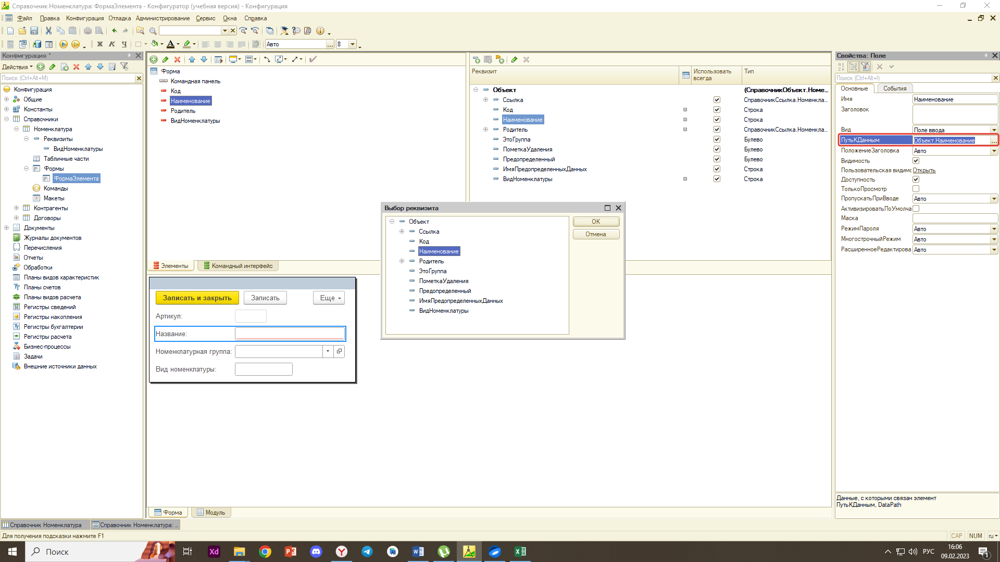 Справочник Номенклатура: ФормаЭлемента - Конфигуратор (учебная версия) - Конфигурация
Файл Правка Конфигурация Отладка Администрирование Сервис Окна Справка
Ж К Ч А Авто ... 8
Конфигурация *
Действия
Поиск (Ctrl+Alt+M)
Конфигурация
Общие
Константы
Справочники
Номенклатура
Реквизиты
ВидНоменклатуры
Табличные части
Формы
ФормаЭлемента
Команды
Макеты
Контрагенты
Договоры
Документы
Журналы документов
Перечисления
Отчеты
Обработки
Планы видов характеристик
Планы счетов
Планы видов расчета
Регистры сведений
Регистры накопления
Регистры бухгалтерии
Регистры расчета
Бизнес-процессы
Задачи
Внешние источники данных
Форма
Командная панель
Код
Наименование
Родитель
ВидНоменклатуры
Элементы Командный интерфейс
Реквизит Использовать всегда Тип
Объект (СправочникОбъект.Номе...
Ссылка СправочникСсылка.Номенкла...
Код Строка
Наименование Строка
Родитель СправочникСсылка.Номенкла...
ЭтоГруппа Булево
ПометкаУдаления Булево
Предопределенный Булево
ИмяПредопределенныхДанных Строка
ВидНоменклатуры Строка
Выбор реквизита
Объект
Ссылка
Код
Наименование
Родитель
ЭтоГруппа
ПометкаУдаления
Предопределенный
ИмяПредопределенныхДанных
ВидНоменклатуры
OK
Отмена
Записать и закрыть Записать Еще
Артикул:
Название:
Номенклатурная группа:
Вид номенклатуры:
Форма Модуль
Свойства: Поле
Поиск (Ctrl+Alt+I)
Основные События
Имя Наименование
Заголовок
Вид Поле ввода
ПутьКДанным Объект.Наименование ...
ПоложениеЗаголовка Авто
Видимость
Пользовательская видимо Открыть
Доступность
ТолькоПросмотр
ПропускатьПриВводе Авто
АктивизироватьПоУмолча
Маска
РежимПароля Авто
МногострочныйРежим Авто
РасширенноеРедактирова Авто
Данные, с которыми связан элемент
ПутьКДанным, DataPath
Справочник Номенклатура Справочник Номенклатура: ...
Для получения подсказки нажмите F1 CAP NUM ru
Поиск Xd РУС 16:06
09.02.2023 1